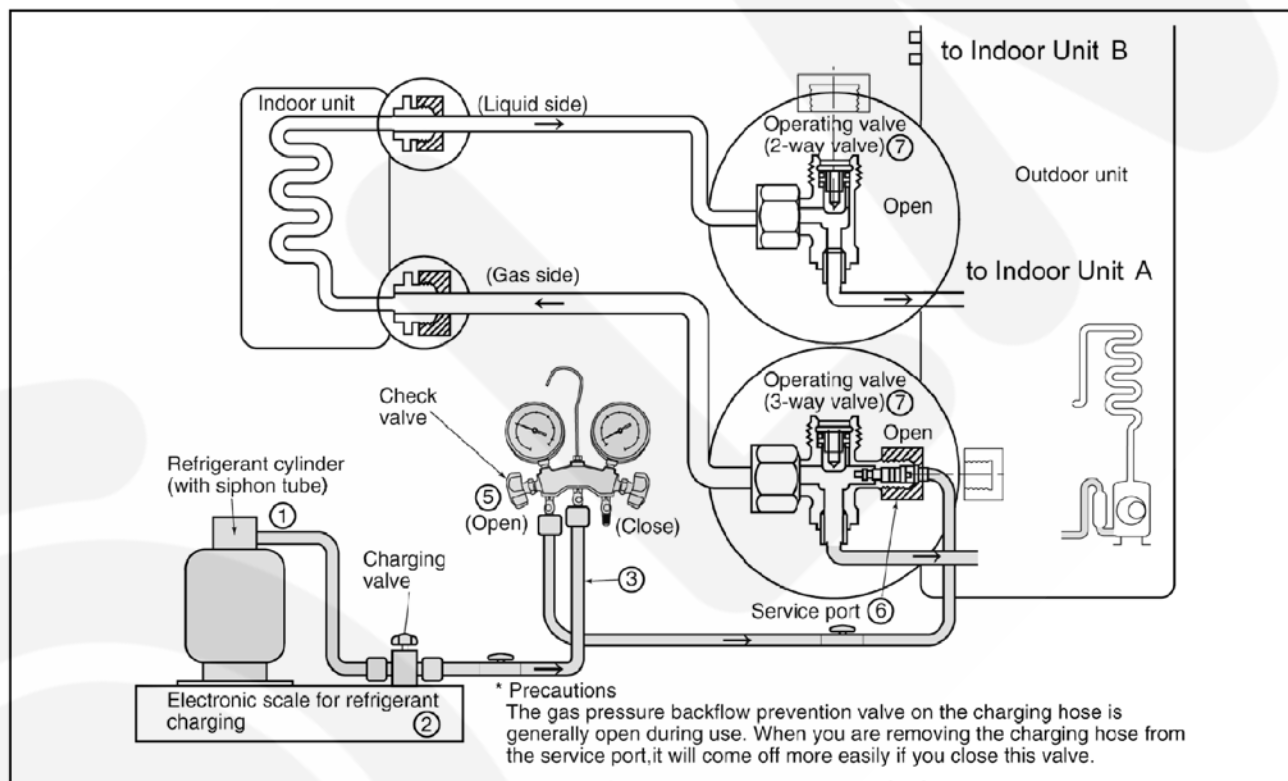 to Indoor Unit B
Indoor unit
(Liquid side)
Operating valve
(2-way valve) ⑦
Outdoor unit
Open
(Gas side)
to Indoor Unit A
Operating valve
(3-way valve) ⑦
Check
valve
Open
Refrigerant cylinder
(with siphon tube)
①
⑤
(Open)
(Close)
Charging
valve
③
Service port ⑥
Electronic scale for refrigerant
charging
②
* Precautions
The gas pressure backflow prevention valve on the charging hose is
generally open during use. When you are removing the charging hose from
the service port,it will come off more easily if you close this valve.